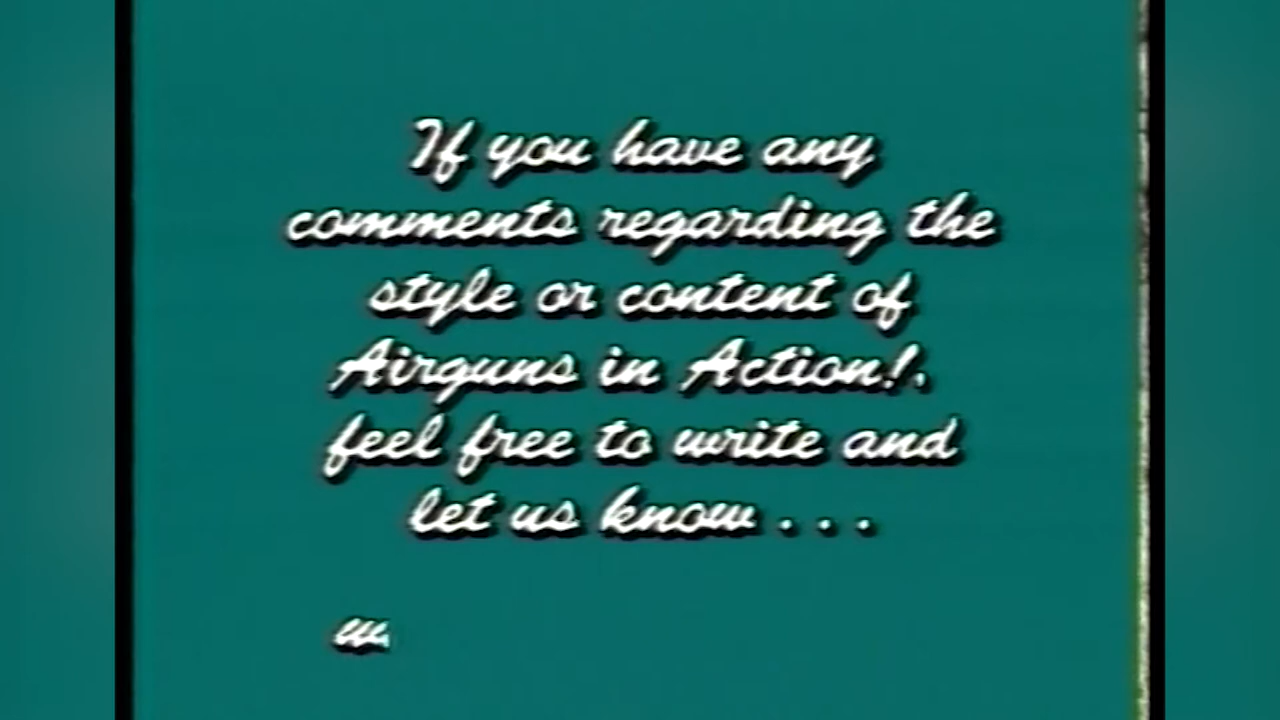 If you have any
comments regarding the
style or content of
Airguns in Action!,
feel free to write and
let us know . . .